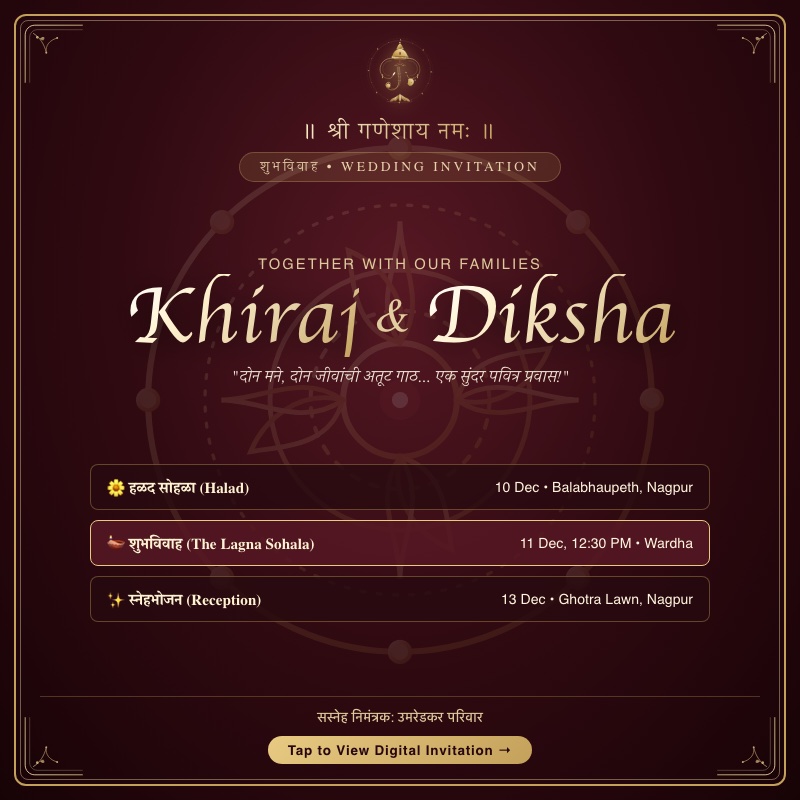 ॥ श्री गणेशाय नमः ॥
शुभविवाह • WEDDING INVITATION
TOGETHER WITH OUR FAMILIES
Khiraj & Diksha
"दोन मने, दोन जीवांची अतूट गाठ... एक सुंदर पवित्र प्रवास!"
🌼 हळद सोहळा (Halad) 10 Dec • Balabhaupeth, Nagpur
🪔 शुभविवाह (The Lagna Sohala) 11 Dec, 12:30 PM • Wardha
✨ स्नेहभोजन (Reception) 13 Dec • Ghotra Lawn, Nagpur
सस्नेह निमंत्रक: उमरेडकर परिवार
Tap to View Digital Invitation →